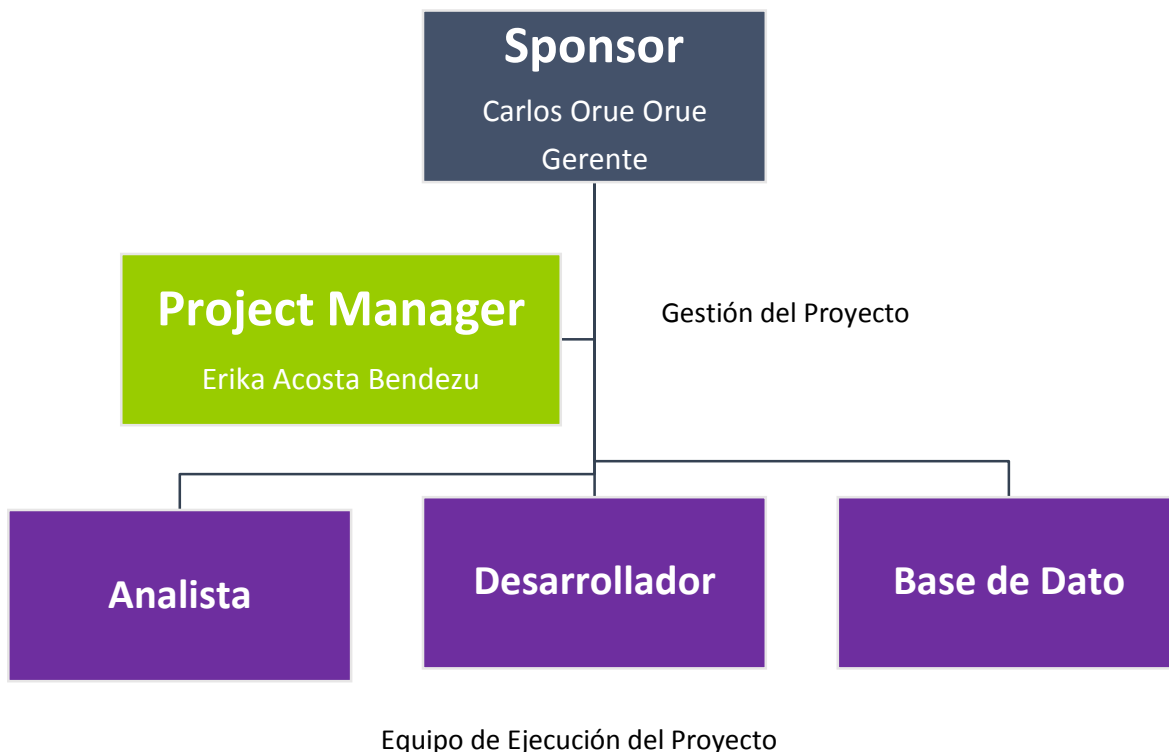 Sponsor
Carlos Orue Orue
Gerente
Project Manager
Erika Acosta Bendezu
Gestión del Proyecto
Analista
Desarrollador
Base de Dato
Equipo de Ejecución del Proyecto